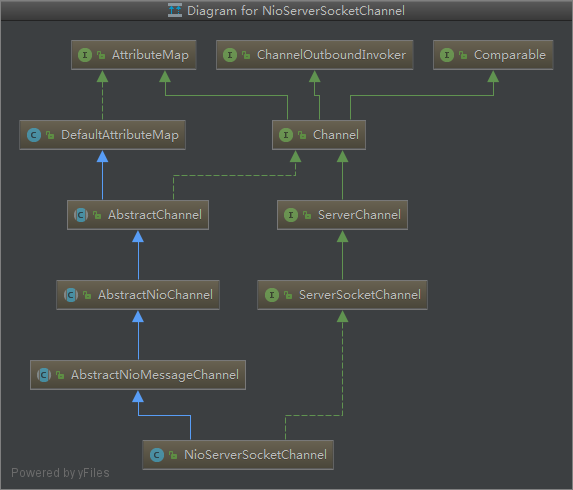 Diagram for NioServerSocketChannel
I AttributeMap
I ChannelOutboundInvoker
I Comparable
C DefaultAttributeMap
I Channel
C AbstractChannel
I ServerChannel
C AbstractNioChannel
I ServerSocketChannel
C AbstractNioMessageChannel
C NioServerSocketChannel
Powered by yFiles